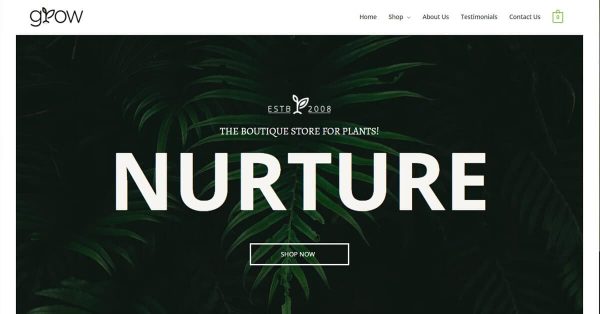 grow
Home Shop About Us Testimonials Contact Us 0
ESTB 2008
THE BOUTIQUE STORE FOR PLANTS!
NURTURE
SHOP NOW